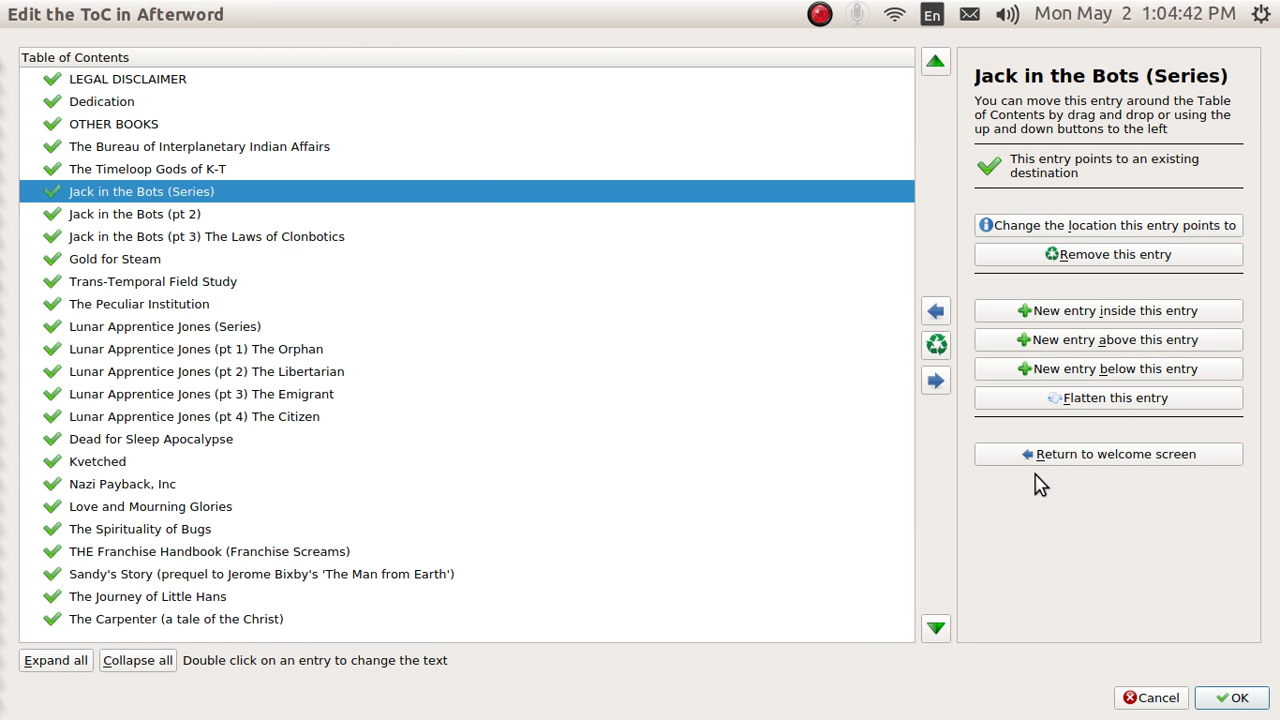 Edit the ToC in Afterword
En
Mon May 2 1:04:42 PM
Table of Contents
LEGAL DISCLAIMER
Dedication
OTHER BOOKS
The Bureau of Interplanetary Indian Affairs
The Timeloop Gods of K-T
Jack in the Bots (Series)
Jack in the Bots (pt 2)
Jack in the Bots (pt 3) The Laws of Clonbotics
Gold for Steam
Trans-Temporal Field Study
The Peculiar Institution
Lunar Apprentice Jones (Series)
Lunar Apprentice Jones (pt 1) The Orphan
Lunar Apprentice Jones (pt 2) The Libertarian
Lunar Apprentice Jones (pt 3) The Emigrant
Lunar Apprentice Jones (pt 4) The Citizen
Dead for Sleep Apocalypse
Kvetched
Nazi Payback, Inc
Love and Mourning Glories
The Spirituality of Bugs
THE Franchise Handbook (Franchise Screams)
Sandy's Story (prequel to Jerome Bixby's 'The Man from Earth')
The Journey of Little Hans
The Carpenter (a tale of the Christ)
Expand all
Collapse all
Double click on an entry to change the text
Jack in the Bots (Series)
You can move this entry around the Table
of Contents by drag and drop or using the
up and down buttons to the left
This entry points to an existing
destination
Change the location this entry points to
Remove this entry
New entry inside this entry
New entry above this entry
New entry below this entry
Flatten this entry
Return to welcome screen
Cancel
OK